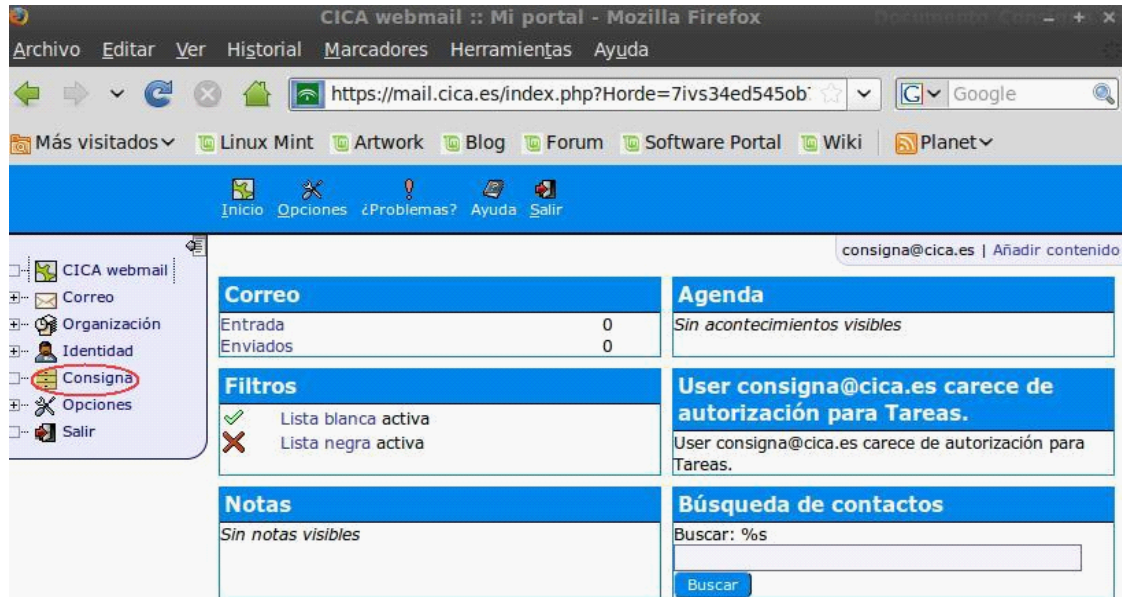 CICA webmail :: Mi portal - Mozilla Firefox
Archivo Editar Ver Historial Marcadores Herramientas Ayuda
https://mail.cica.es/index.php?Horde=7ivs34ed545ob Google
Más visitados Linux Mint Artwork Blog Forum Software Portal Wiki Planet
Inicio Opciones ¿Problemas? Ayuda Salir
consigna@cica.es | Añadir contenido
CICA webmail
Correo
Organización
Identidad
Consigna
Opciones
Salir
Correo
Entrada 0
Enviados 0
Agenda
Sin acontecimientos visibles
Filtros
Lista blanca activa
Lista negra activa
User consigna@cica.es carece de
autorización para Tareas.
User consigna@cica.es carece de autorización para
Tareas.
Notas
Sin notas visibles
Búsqueda de contactos
Buscar: %s
Buscar